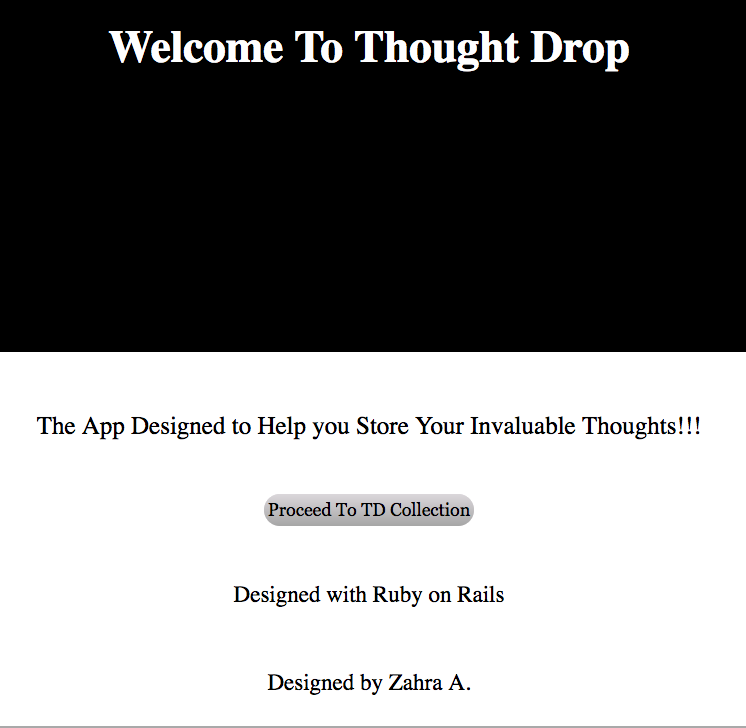 Welcome To Thought Drop
The App Designed to Help you Store Your Invaluable Thoughts!!!
Proceed To TD Collection
Designed with Ruby on Rails
Designed by Zahra A.